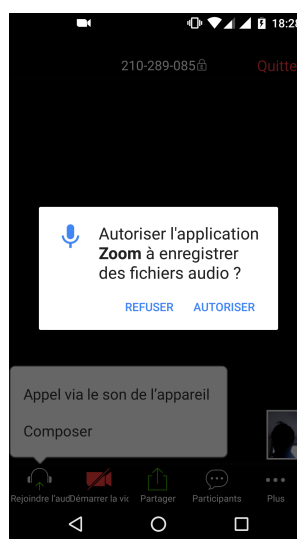 18:28
210-289-085
Quitte
Autoriser l'application
Zoom à enregistrer
des fichiers audio ?
REFUSER AUTORISER
Appel via le son de l'appareil
Composer
Rejoindre l'aud Démarrer la vic Partager Participants Plus